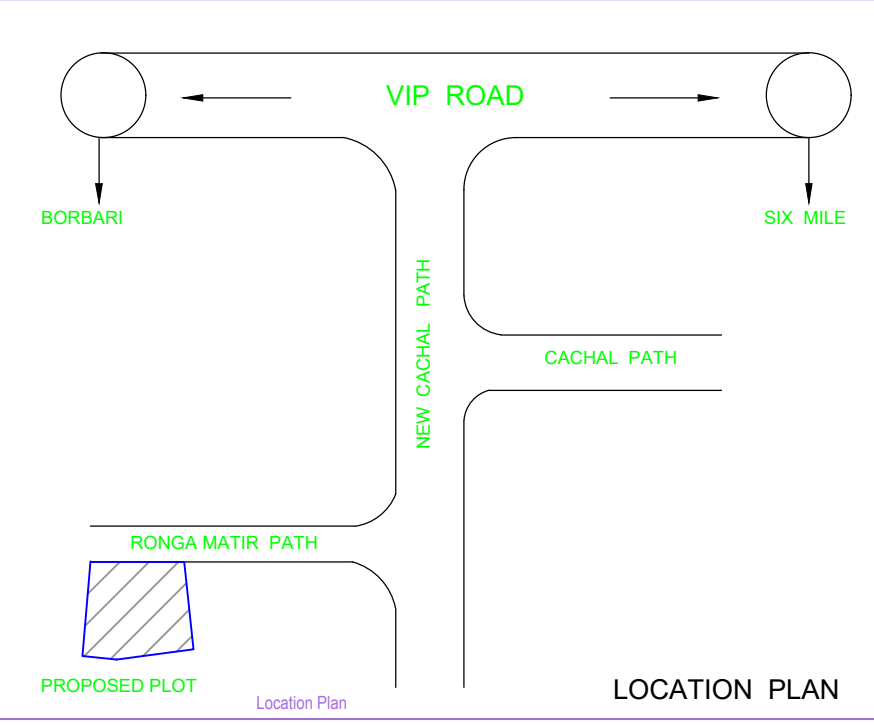 VIP ROAD
BORBARI
SIX MILE
NEW CACHAL PATH
CACHAL PATH
RONGA MATIR PATH
PROPOSED PLOT
Location Plan
LOCATION PLAN